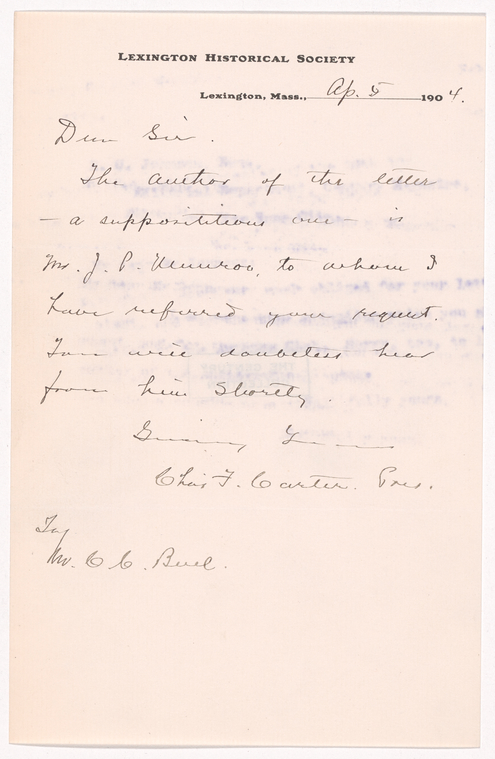 LEXINGTON HISTORICAL SOCIETY
Lexington, Mass., Ap. 5 1904.
Dear Sir.
The author of the letter
– a supposititious one – is
Mr. J. P. Munroe, to whom I
have referred your request.
You will doubtless hear
from him shortly.
Sincerely Yours
Chas F. Carter. Pres.
To
Mr. C. C. Buel.